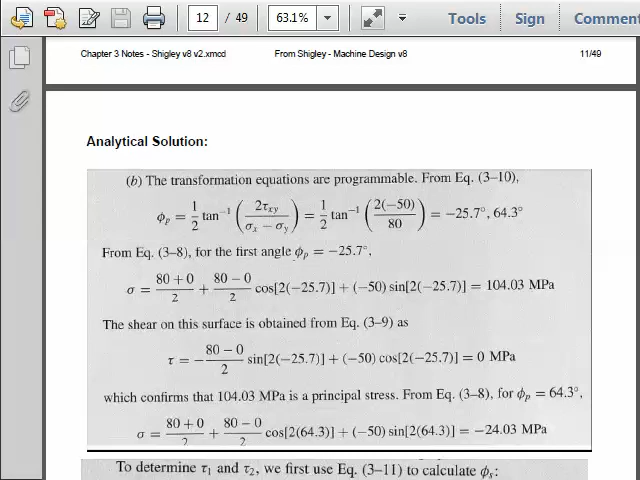 12 / 49 63.1% Tools Sign Comment
Chapter 3 Notes - Shigley v8 v2.xmcd From Shigley - Machine Design v8 11/49
Analytical Solution:
(b) The transformation equations are programmable. From Eq. (3–10),
ϕp = 1/2 tan⁻¹ (2τxy / (σx − σy)) = 1/2 tan⁻¹ (2(−50) / 80) = −25.7°, 64.3°
From Eq. (3–8), for the first angle ϕp = −25.7°,
σ = (80 + 0)/2 + (80 − 0)/2 cos[2(−25.7)] + (−50) sin[2(−25.7)] = 104.03 MPa
The shear on this surface is obtained from Eq. (3–9) as
τ = −(80 − 0)/2 sin[2(−25.7)] + (−50) cos[2(−25.7)] = 0 MPa
which confirms that 104.03 MPa is a principal stress. From Eq. (3–8), for ϕp = 64.3°,
σ = (80 + 0)/2 + (80 − 0)/2 cos[2(64.3)] + (−50) sin[2(64.3)] = −24.03 MPa
To determine τ1 and τ2, we first use Eq. (3–11) to calculate ϕs: